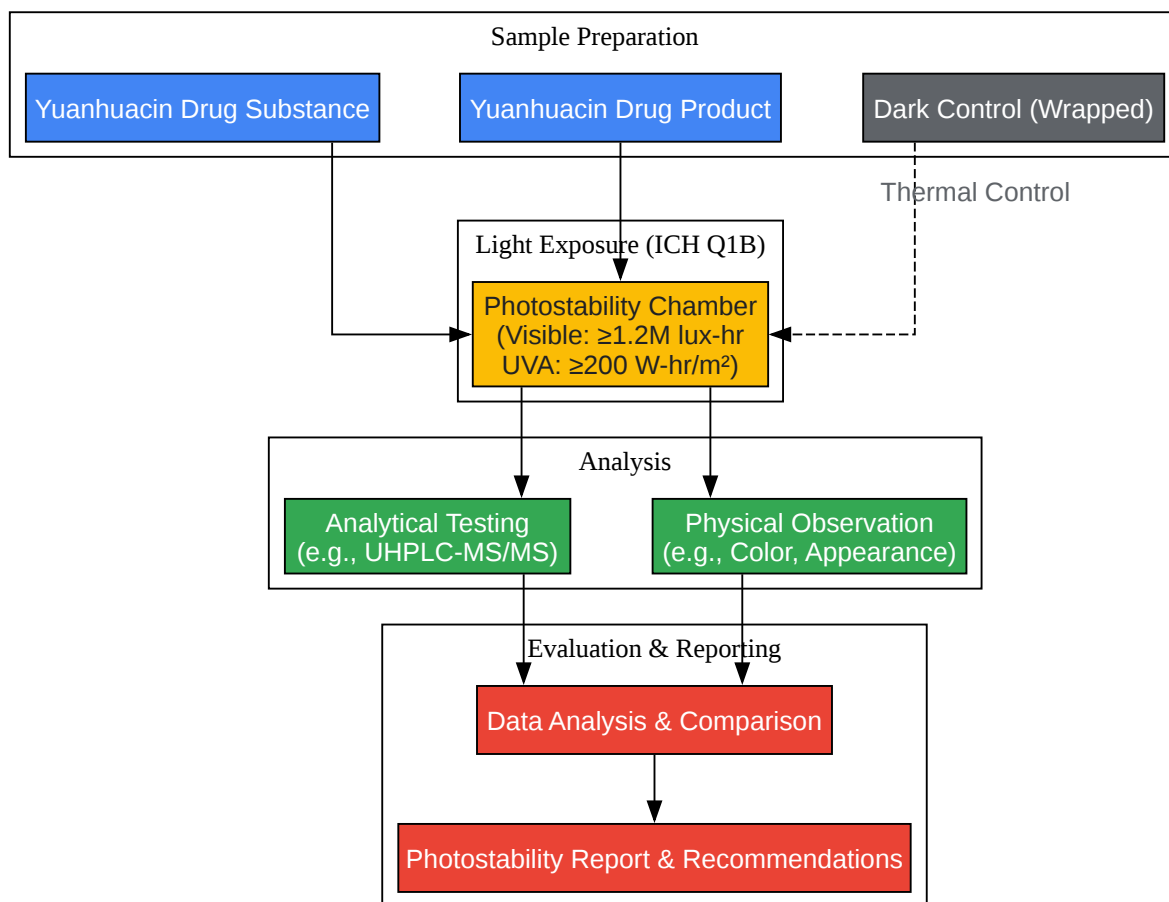 Sample Preparation
Yuanhuacin Drug Substance
Yuanhuacin Drug Product
Dark Control (Wrapped)
Thermal Control
Light Exposure (ICH Q1B)
Photostability Chamber
(Visible: ≥1.2M lux-hr
UVA: ≥200 W-hr/m²)
Analysis
Analytical Testing
(e.g., UHPLC-MS/MS)
Physical Observation
(e.g., Color, Appearance)
Evaluation & Reporting
Data Analysis & Comparison
Photostability Report & Recommendations